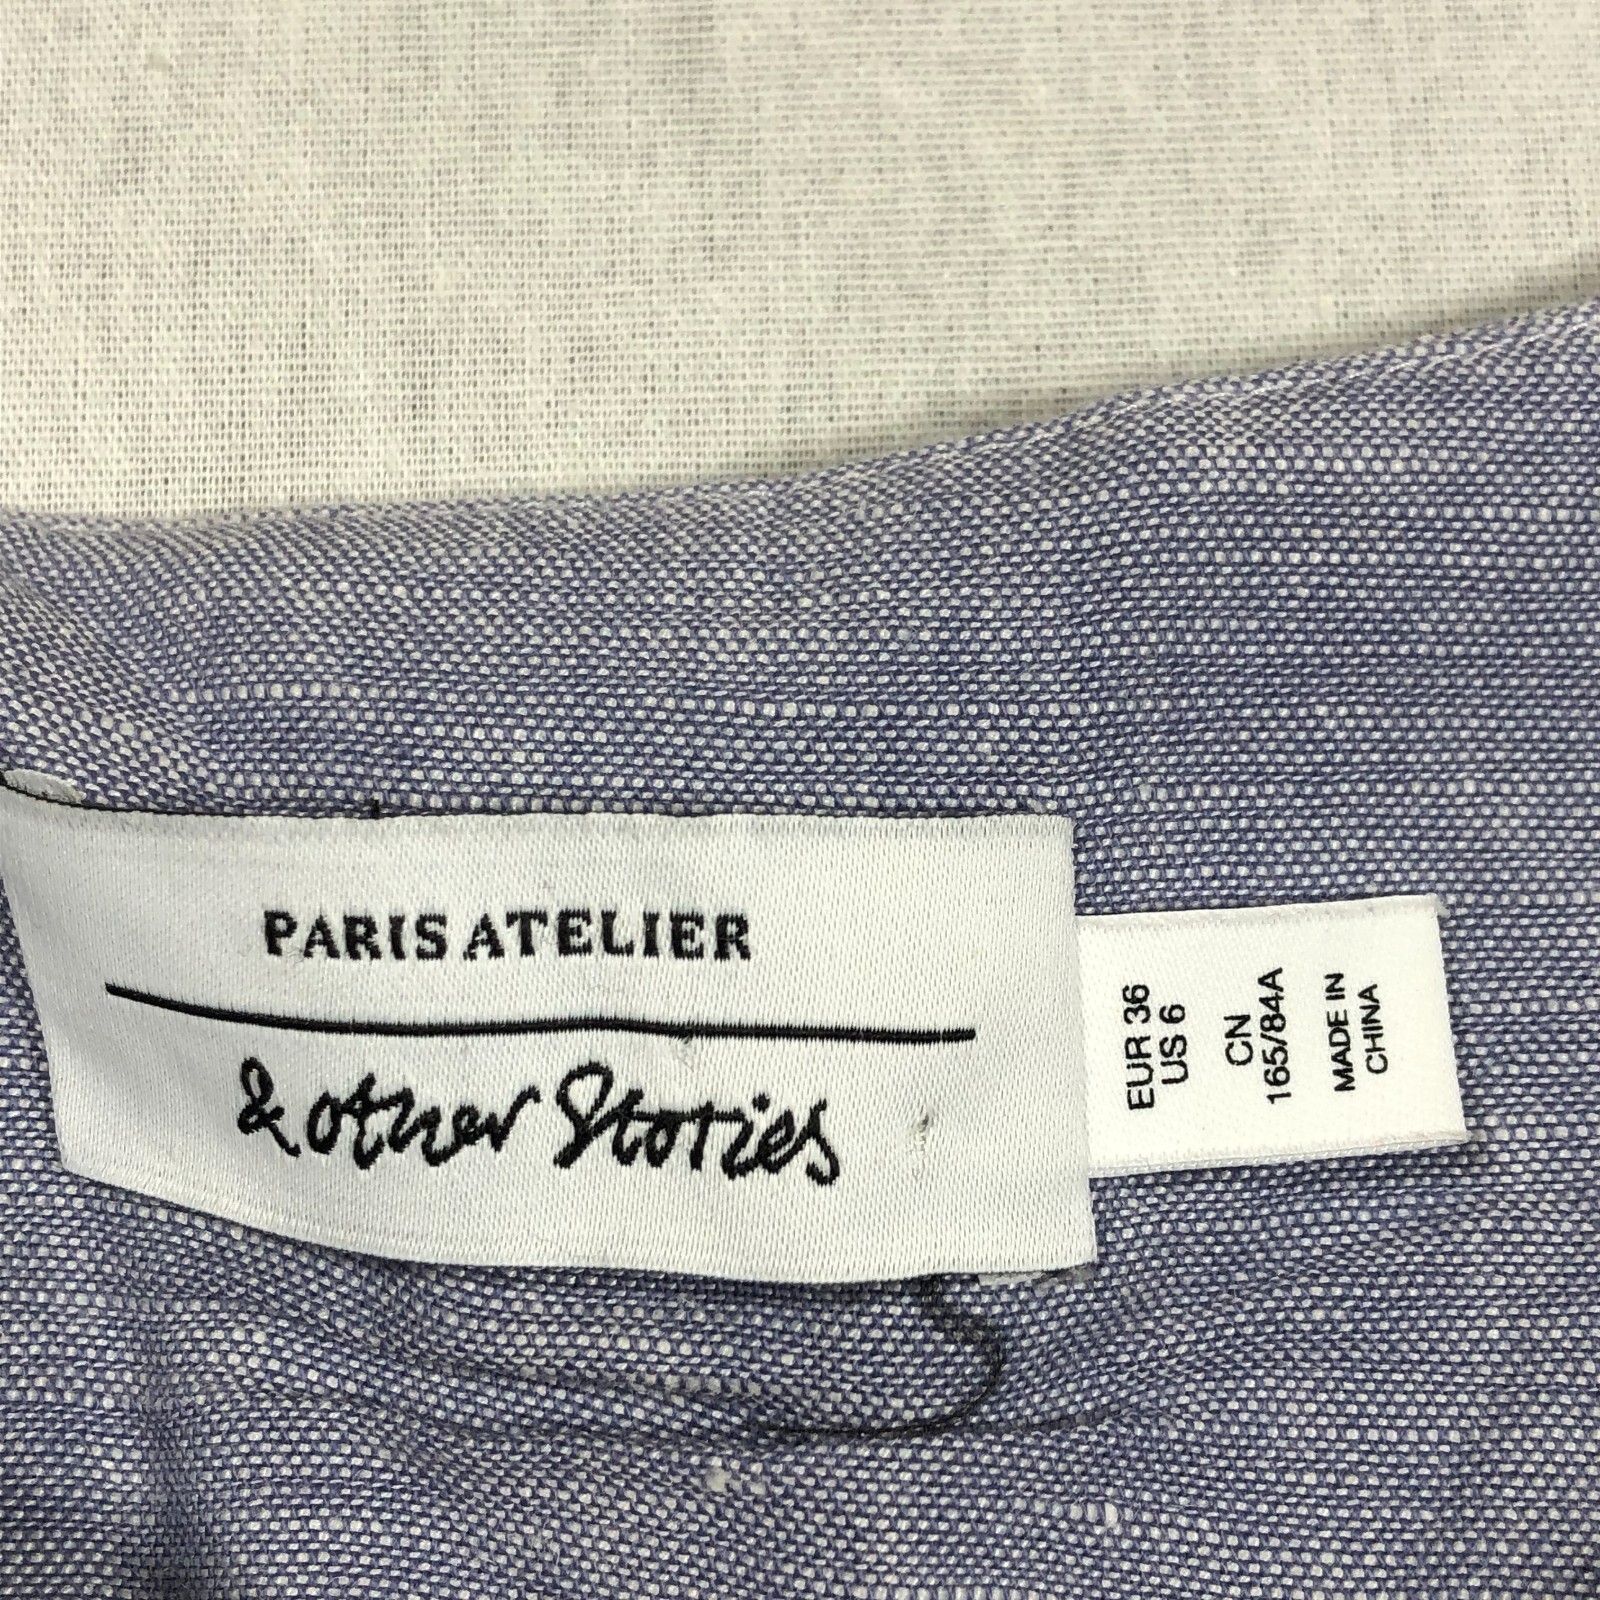 PARIS ATELIER
& other Stories
EUR 36
US 6
CN
165/84A
MADE IN
CHINA